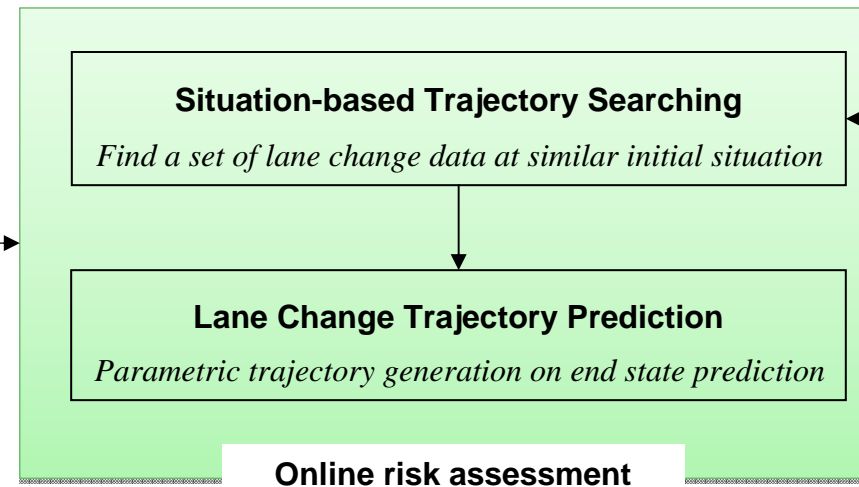 Situation-based Trajectory Searching
Find a set of lane change data at similar initial situation
Lane Change Trajectory Prediction
Parametric trajectory generation on end state prediction
Online risk assessment